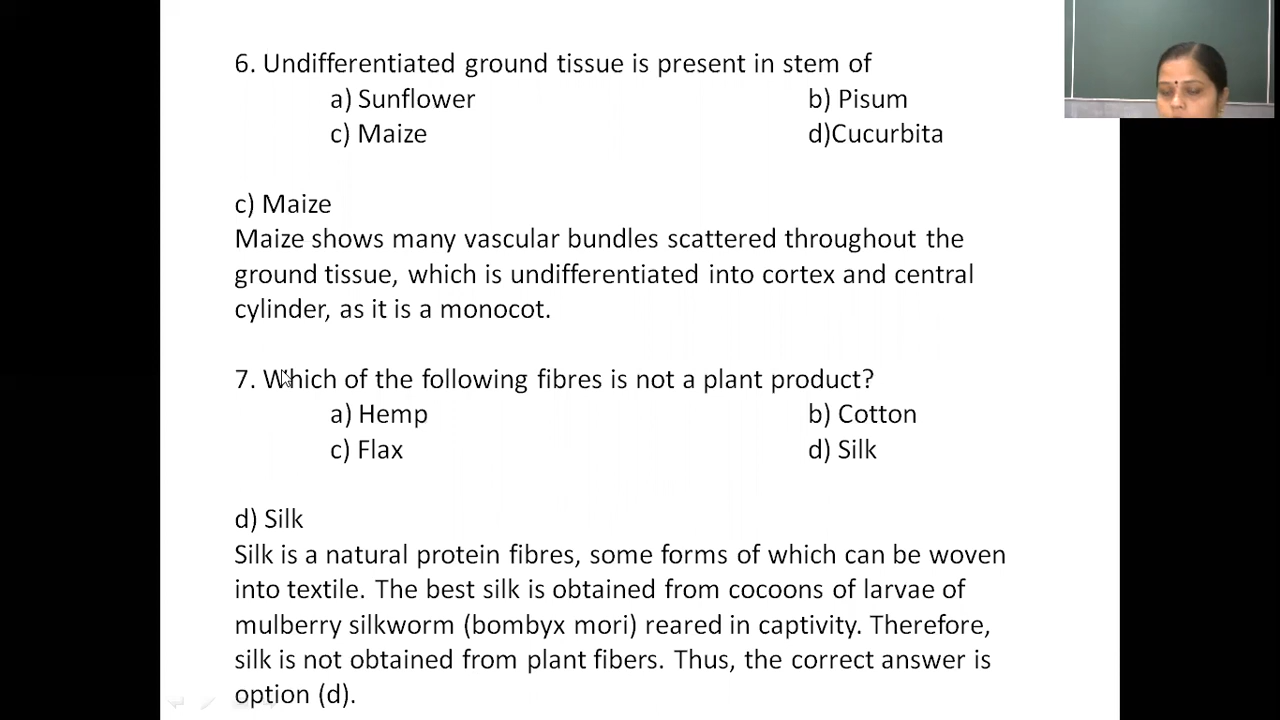 6. Undifferentiated ground tissue is present in stem of
a) Sunflower b) Pisum
c) Maize d)Cucurbita
c) Maize
Maize shows many vascular bundles scattered throughout the
ground tissue, which is undifferentiated into cortex and central
cylinder, as it is a monocot.
7. Which of the following fibres is not a plant product?
a) Hemp b) Cotton
c) Flax d) Silk
d) Silk
Silk is a natural protein fibres, some forms of which can be woven
into textile. The best silk is obtained from cocoons of larvae of
mulberry silkworm (bombyx mori) reared in captivity. Therefore,
silk is not obtained from plant fibers. Thus, the correct answer is
option (d).